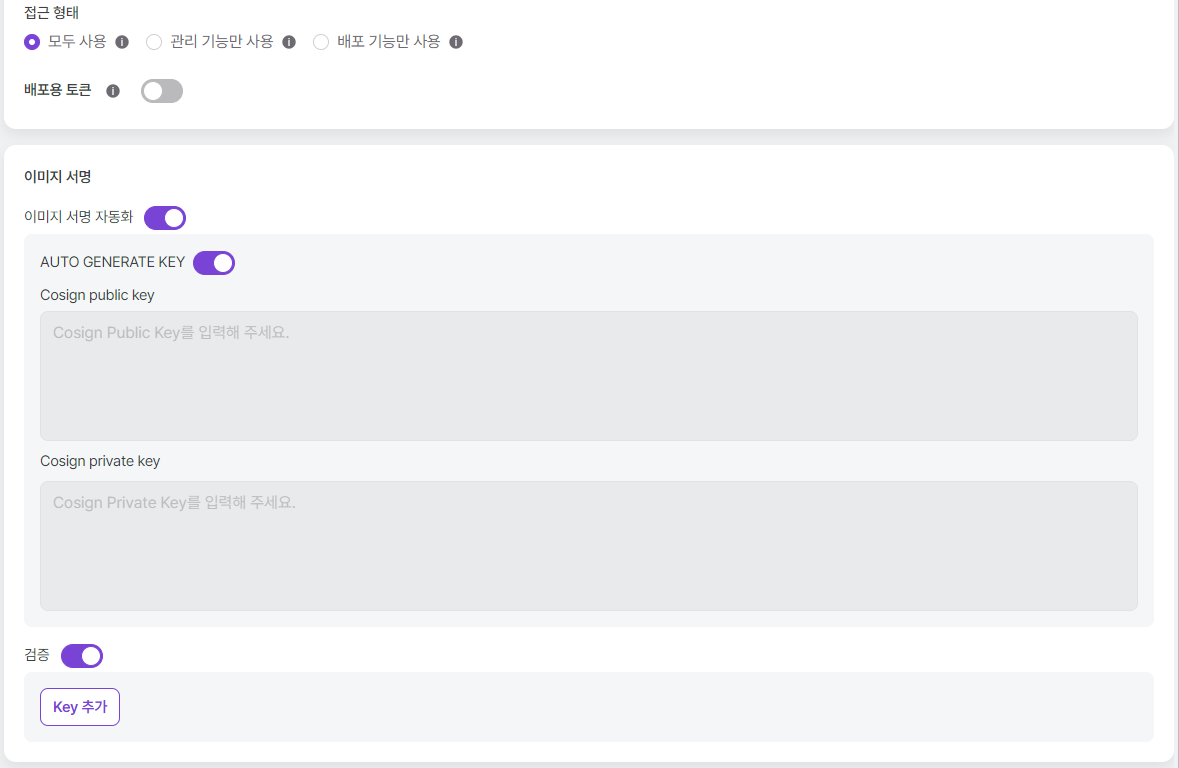 접근 형태
모두 사용 관리 기능만 사용 배포 기능만 사용
배포용 토큰
이미지 서명
이미지 서명 자동화
AUTO GENERATE KEY
Cosign public key
Cosign Public Key를 입력해 주세요.
Cosign private key
Cosign Private Key를 입력해 주세요.
검증
Key 추가